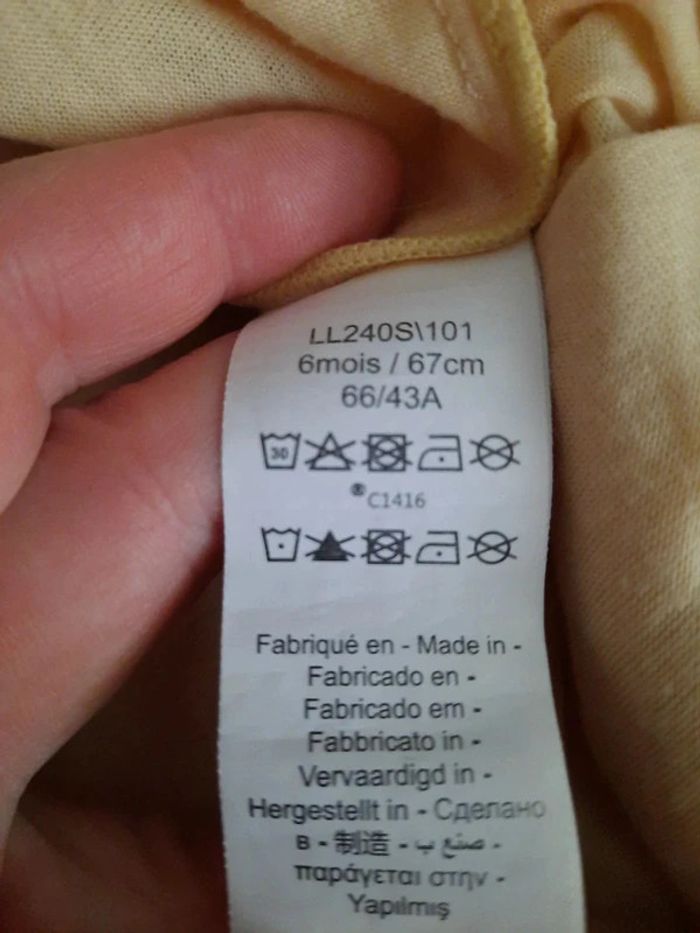 LL240S\101
6mois / 67cm
66/43A
30
®C1416
Fabriqué en - Made in -
Fabricado en -
Fabricado em -
Fabbricato in -
Vervaardigd in -
Hergestellt in - Сделано
в - 制造 - صنع ب -
παράγεται στην -
Yapılmış